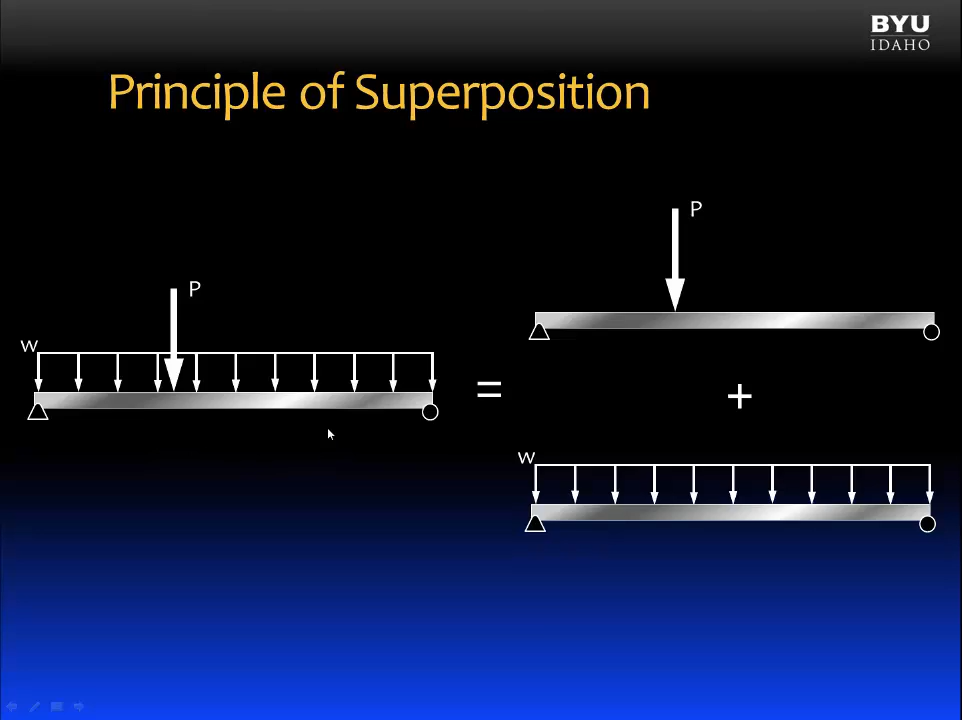 BYU
IDAHO
Principle of Superposition
P
P
w
=
+
w